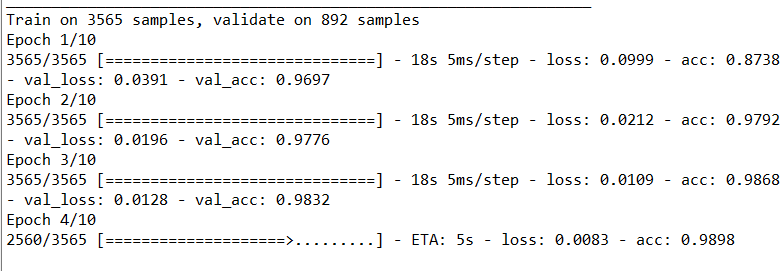 Train on 3565 samples, validate on 892 samples
Epoch 1/10
3565/3565 [==============================] - 18s 5ms/step - loss: 0.0999 - acc: 0.8738
- val_loss: 0.0391 - val_acc: 0.9697
Epoch 2/10
3565/3565 [==============================] - 18s 5ms/step - loss: 0.0212 - acc: 0.9792
- val_loss: 0.0196 - val_acc: 0.9776
Epoch 3/10
3565/3565 [==============================] - 18s 5ms/step - loss: 0.0109 - acc: 0.9868
- val_loss: 0.0128 - val_acc: 0.9832
Epoch 4/10
2560/3565 [====================>.........] - ETA: 5s - loss: 0.0083 - acc: 0.9898